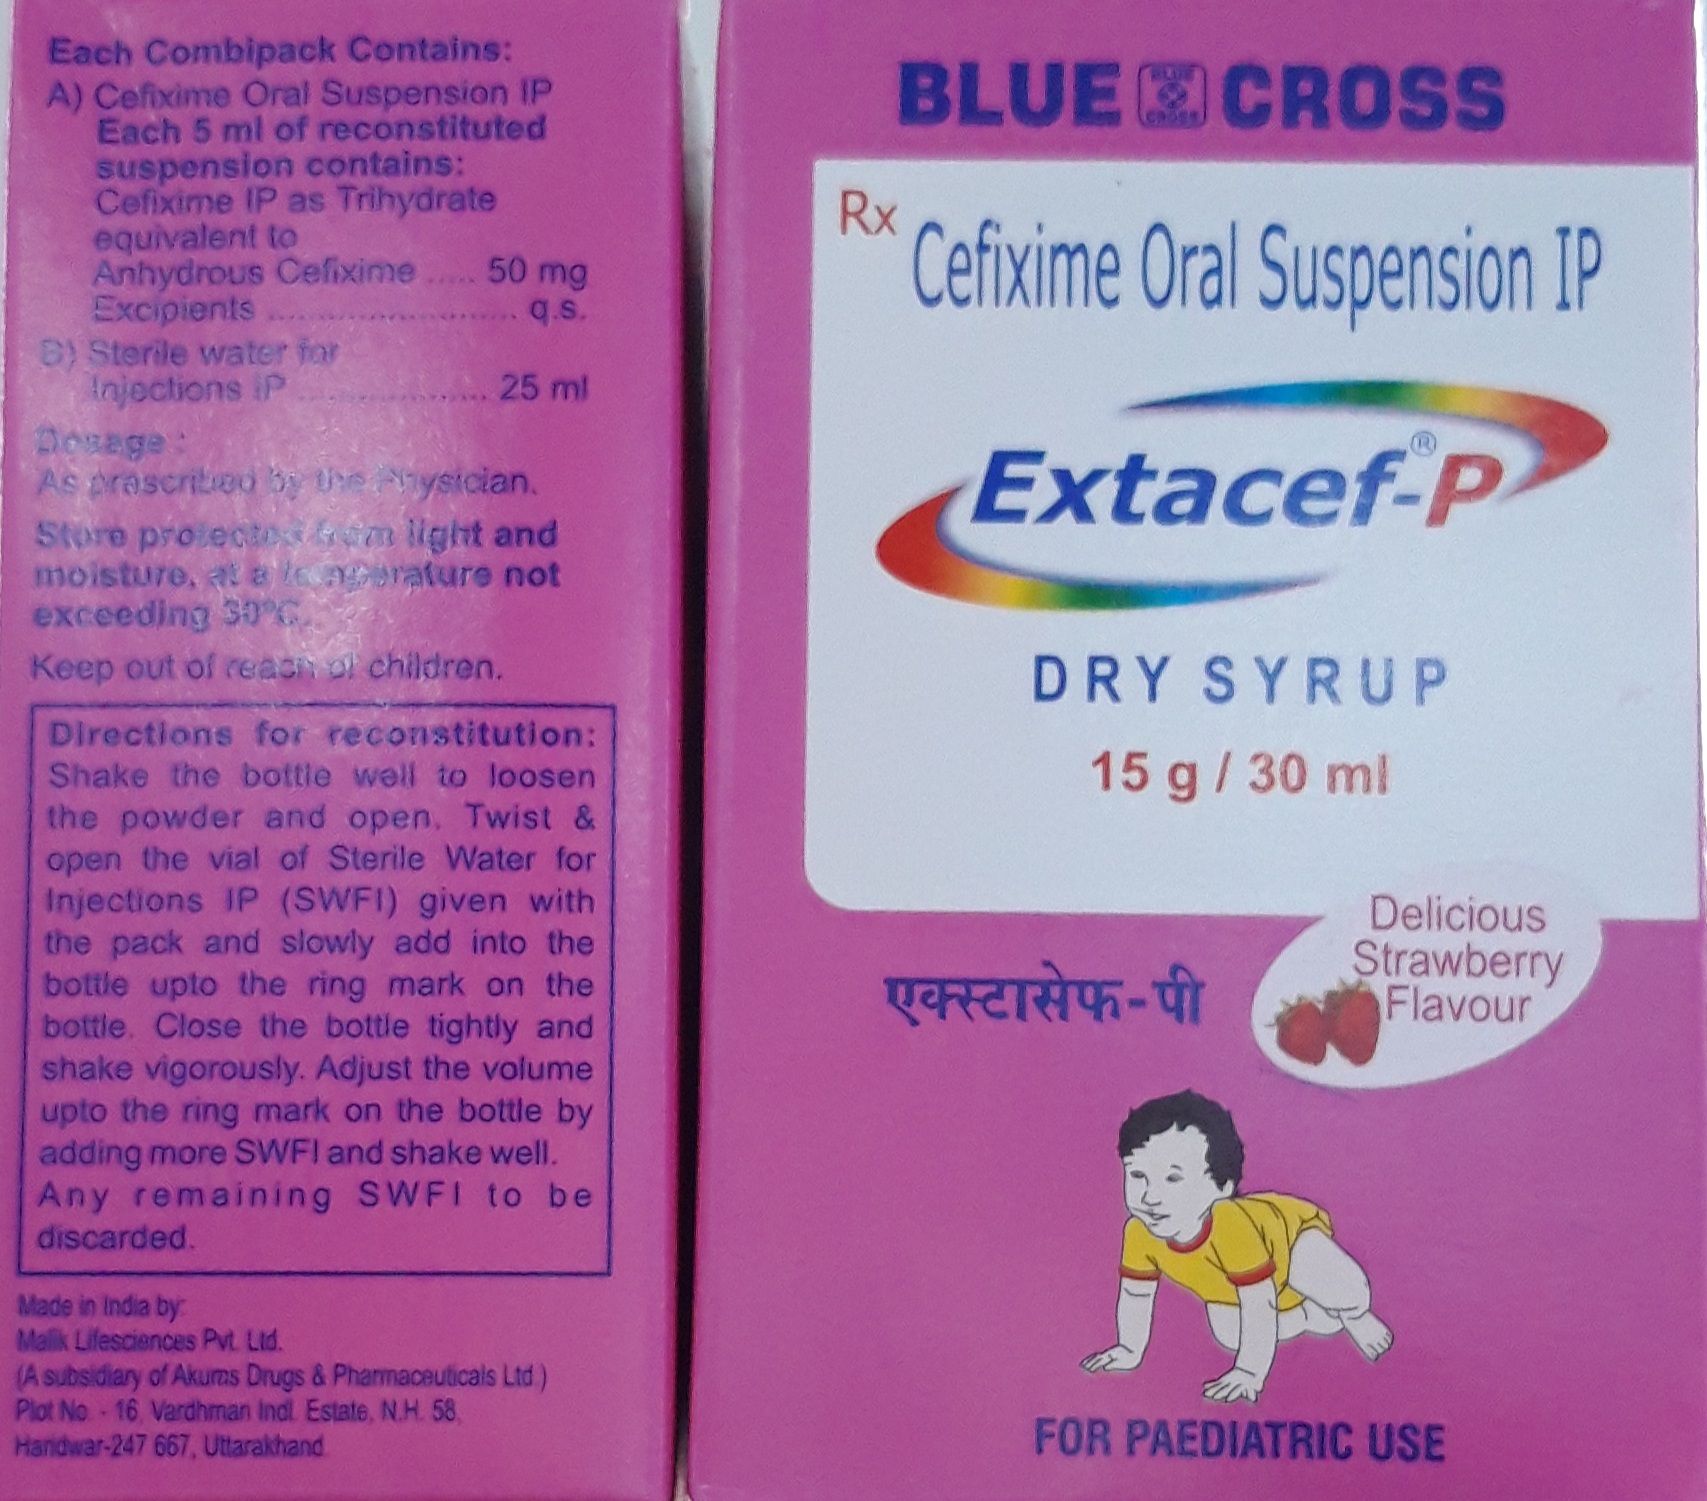 Each Combipack Contains:
A) Cefixime Oral Suspension IP
Each 5 ml of reconstituted
suspension contains:
Cefixime IP as Trihydrate
equivalent to
Anhydrous Cefixime ..... 50 mg
Excipients ......................... q.s.
B) Sterile water for
Injections IP ................... 25 ml
Dosage :
As prascribed by the Physician.
Store protected from light and
moisture, at a temperature not
exceeding 30°C.
Keep out of reach of children.
Directions for reconstitution:
Shake the bottle well to loosen
the powder and open. Twist &
open the vial of Sterile Water for
Injections IP (SWFI) given with
the pack and slowly add into the
bottle upto the ring mark on the
bottle. Close the bottle tightly and
shake vigorously. Adjust the volume
upto the ring mark on the bottle by
adding more SWFI and shake well.
Any remaining SWFI to be
discarded.
Made in India by:
Malik Lifesciences Pvt. Ltd.
(A subsidiary of Akums Drugs & Pharmaceuticals Ltd.)
Plot No. - 16, Vardhman Indl. Estate, N.H. 58,
Haridwar-247 667, Uttarakhand.
BLUE BLUE CROSS CROSS
Rx Cefixime Oral Suspension IP
Extacef®-P
DRY SYRUP
15 g / 30 ml
Delicious
Strawberry
Flavour
एक्स्टासेफ-पी
FOR PAEDIATRIC USE